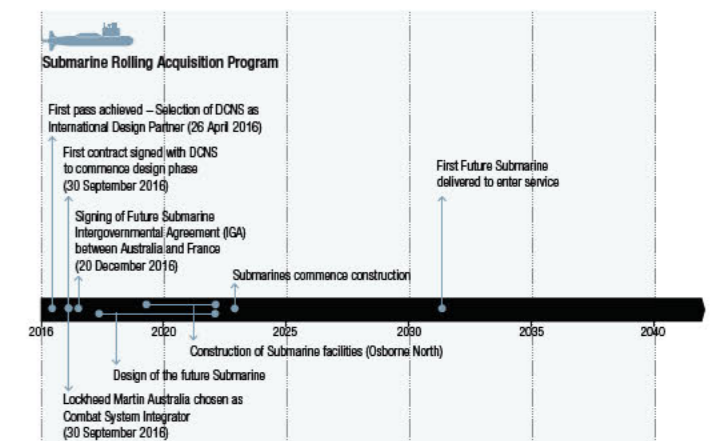 Submarine Rolling Acquisition Program
First pass achieved – Selection of DCNS as
International Design Partner (26 April 2016)
First contract signed with DCNS
to commence design phase
(30 September 2016)
First Future Submarine
delivered to enter service
Signing of Future Submarine
Intergovernmental Agreement (IGA)
between Australia and France
(20 December 2016)
Submarines commence construction
2016 2020 2025 2030 2035 2040
Construction of Submarine facilities (Osborne North)
Design of the future Submarine
Lockheed Martin Australia chosen as
Combat System Integrator
(30 September 2016)